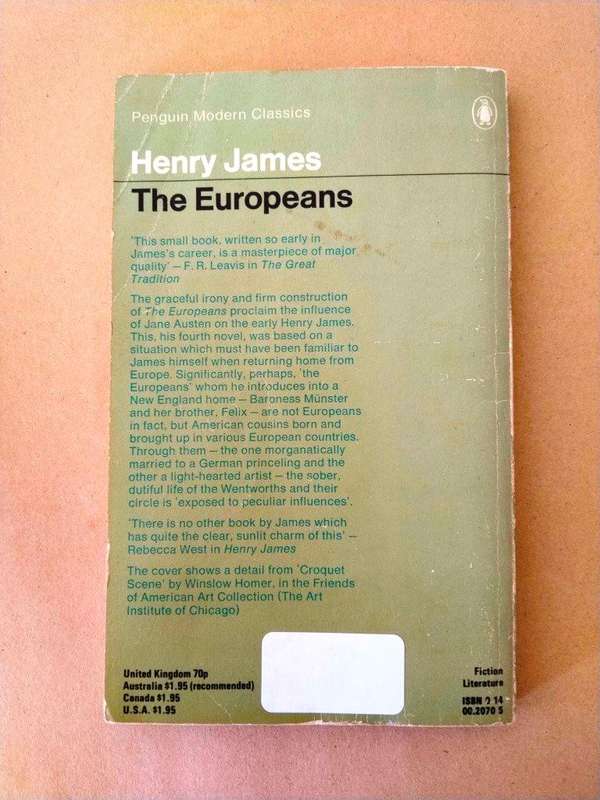 Penguin Modern Classics
Henry James
The Europeans
'This small book, written so early in
James's career, is a masterpiece of major
quality' – F. R. Leavis in The Great
Tradition
The graceful irony and firm construction
of The Europeans proclaim the influence
of Jane Austen on the early Henry James.
This, his fourth novel, was based on a
situation which must have been familiar to
James himself when returning home from
Europe. Significantly, perhaps, 'the
Europeans' whom he introduces into a
New England home – Baroness Münster
and her brother, Felix – are not Europeans
in fact, but American cousins born and
brought up in various European countries.
Through them – the one morganatically
married to a German princeling and the
other a light-hearted artist – the sober,
dutiful life of the Wentworths and their
circle is 'exposed to peculiar influences'.
'There is no other book by James which
has quite the clear, sunlit charm of this' –
Rebecca West in Henry James
The cover shows a detail from 'Croquet
Scene' by Winslow Homer, in the Friends
of American Art Collection (The Art
Institute of Chicago)
United Kingdom 70p
Australia $1.95 (recommended)
Canada $1.95
U.S.A. $1.95
Fiction
Literature
ISBN 0 14
00.2070 5